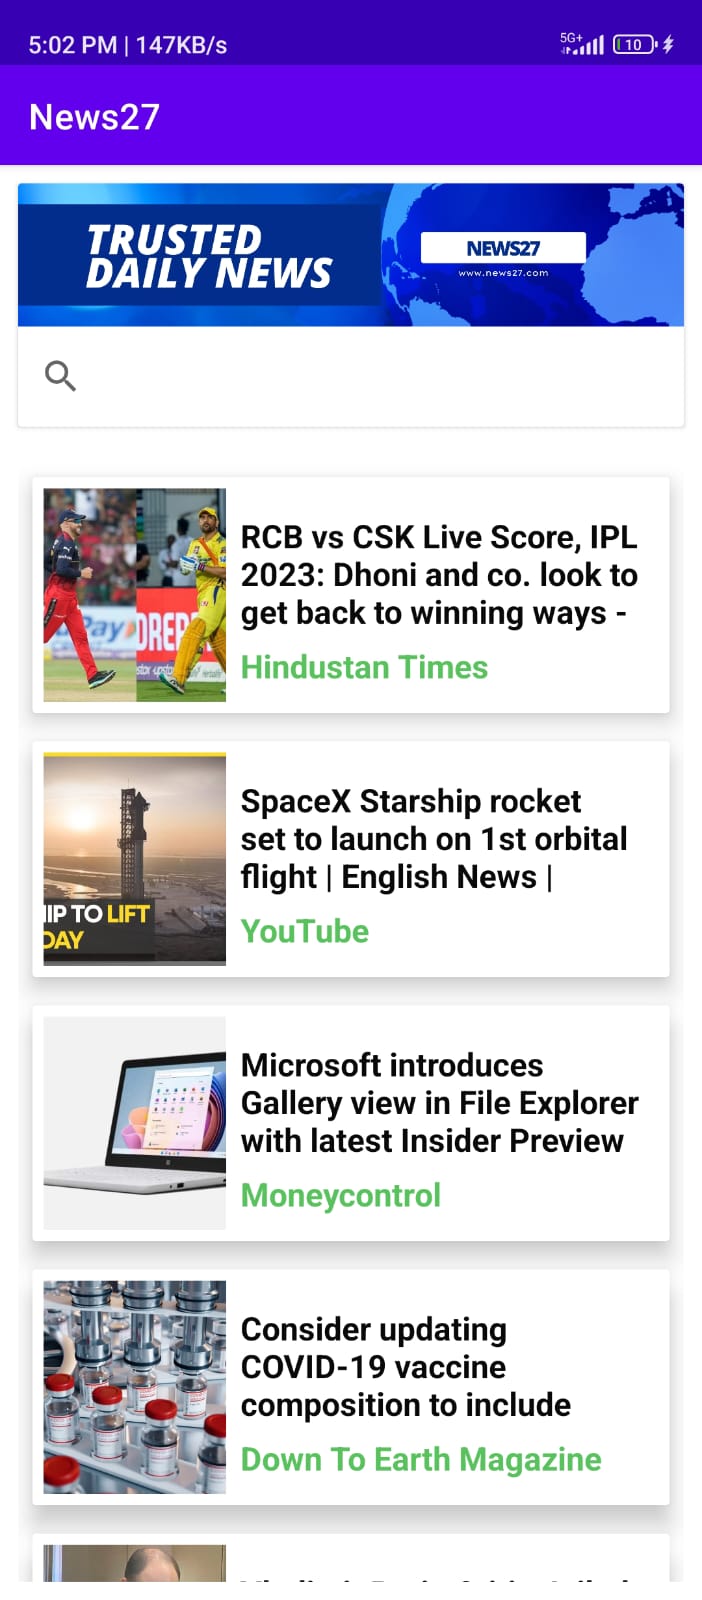 5:02 PM | 147KB/s
5G+
10
News27
TRUSTED
DAILY NEWS
NEWS27
www.news27.com
RCB vs CSK Live Score, IPL
2023: Dhoni and co. look to
get back to winning ways -
Hindustan Times
SpaceX Starship rocket
set to launch on 1st orbital
flight | English News |
YouTube
IP TO LIFT
DAY
Microsoft introduces
Gallery view in File Explorer
with latest Insider Preview
Moneycontrol
Consider updating
COVID-19 vaccine
composition to include
Down To Earth Magazine